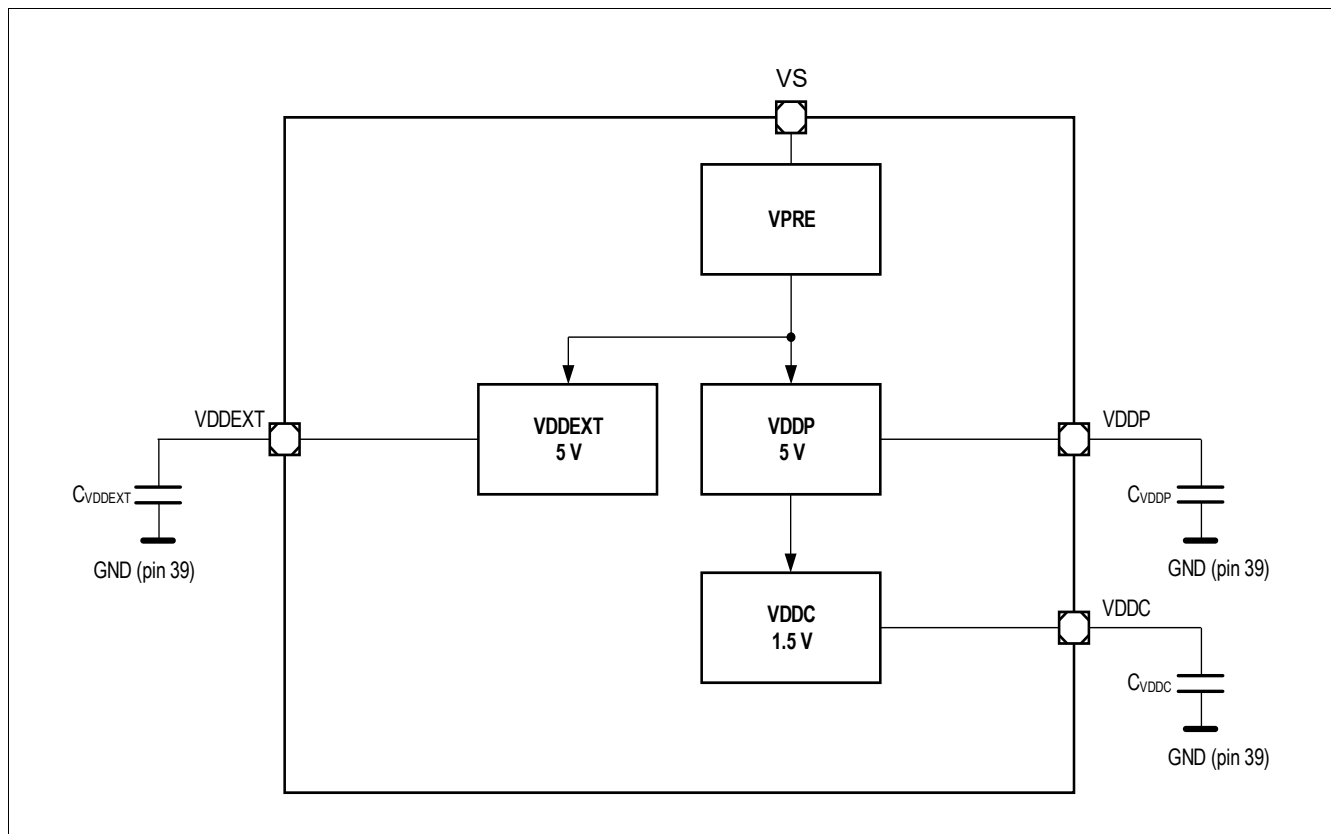 VS
VPRE
VDDEXT
VDDEXT
5 V
VDDP
5 V
VDDP
CVDDEXT
CVDDP
GND (pin 39)
GND (pin 39)
VDDC
1.5 V
VDDC
CVDDC
GND (pin 39)